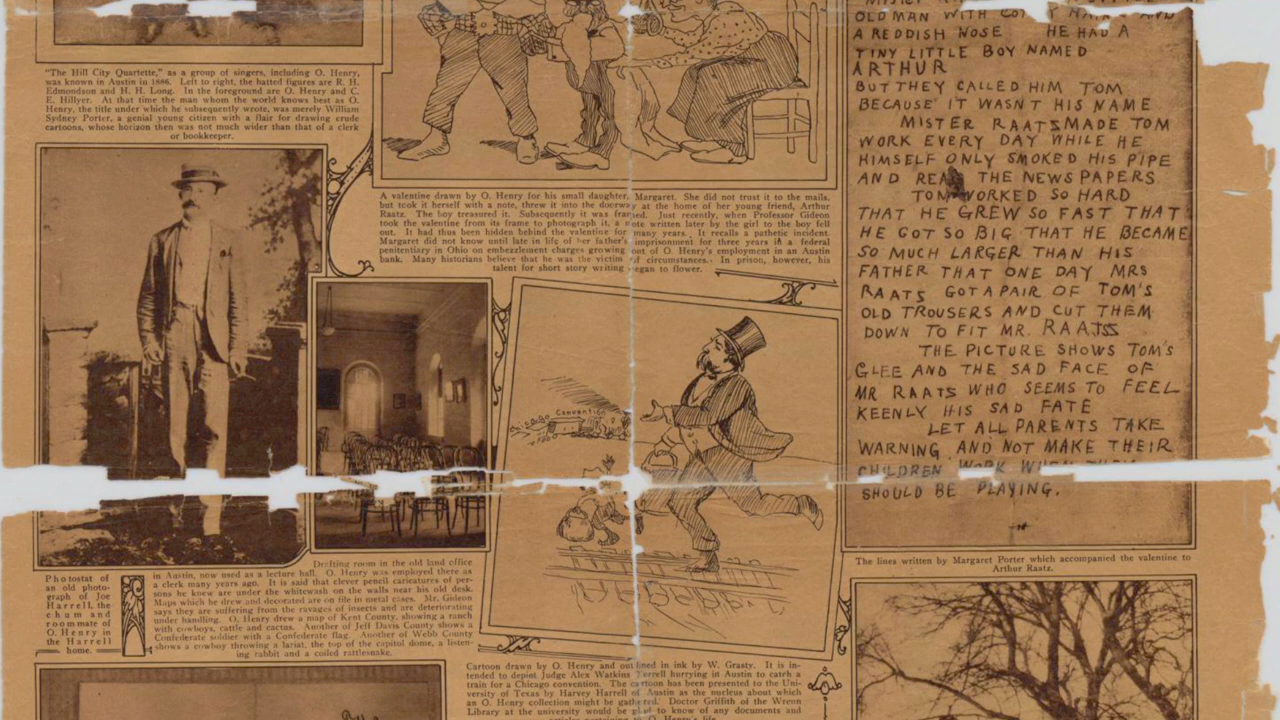 "The Hill City Quartette," as a group of singers, including O. Henry,
was known in Austin in 1886. Left to right, the hatted figures are R. H.
Edmondson and H. H. Long. In the foreground are O. Henry and C.
E. Hillyer. At that time the man whom the world knows best as O.
Henry, the title under which he subsequently wrote, was merely William
Sydney Porter, a genial young citizen with a flair for drawing crude
cartoons, whose horizon then was not much wider than that of a clerk
or bookkeeper.
A valentine drawn by O. Henry for his small daughter, Margaret. She did not trust it to the mails,
but took it herself with a note, threw it into the doorway at the home of her young friend, Arthur
Raatz. The boy treasured it. Subsequently it was framed. Just recently, when Professor Gideon
took the valentine from its frame to photograph it, a note written later by the girl to the boy fell
out. It had thus been hidden behind the valentine for many years. It recalls a pathetic incident.
Margaret did not know until late in life of her father's imprisonment for three years in a federal
penitentiary in Ohio on embezzlement charges growing out of O. Henry's employment in an Austin
bank. Many historians believe that he was the victim of circumstances. In prison, however, his
talent for short story writing began to flower.
OLD MAN WITH
A REDDISH NOSE HE HAD A
TINY LITTLE BOY NAMED
ARTHUR
BUT THEY CALLED HIM TOM
BECAUSE IT WASNT HIS NAME
MISTER RAATS MADE TOM
WORK EVERY DAY WHILE HE
HIMSELF ONLY SMOKED HIS PIPE
AND READ THE NEWS PAPERS
TOM WORKED SO HARD
THAT HE GREW SO FAST THAT
HE GOT SO BIG THAT HE BECAME
SO MUCH LARGER THAN HIS
FATHER THAT ONE DAY MRS
RAATS GOT A PAIR OF TOM'S
OLD TROUSERS AND CUT THEM
DOWN TO FIT MR. RAATS
THE PICTURE SHOWS TOM'S
GLEE AND THE SAD FACE OF
MR RAATS WHO SEEMS TO FEEL
KEENLY HIS SAD FATE
LET ALL PARENTS TAKE
WARNING AND NOT MAKE THEIR
CHILDREN WORK WHEN THEY
SHOULD BE PLAYING.
The lines written by Margaret Porter which accompanied the valentine to
Arthur Raatz.
Chicago Convention
Photostat of
an old photo-
graph of Joe
Harrell, the
chum and
roommate of
O. Henry in
the Harrell
home.
Drafting room in the old land office
in Austin, now used as a lecture hall. O. Henry was employed there as
a clerk many years ago. It is said that clever pencil caricatures of per-
sons he knew are under the whitewash on the walls near his old desk.
Maps which he drew and decorated are on file in metal cases. Mr. Gideon
says they are suffering from the ravages of insects and are deteriorating
under handling. O. Henry drew a map of Kent County, showing a ranch
with cowboys, cattle and cactus. Another of Jeff Davis County shows a
Confederate soldier with a Confederate flag. Another of Webb County
shows a cowboy throwing a lariat, the top of the capitol dome, a listen-
ing rabbit and a coiled rattlesnake.
Cartoon drawn by O. Henry and outlined in ink by W. Grasty. It is in-
tended to depict Judge Alex Watkins Terrell hurrying in Austin to catch a
train for a Chicago convention. The cartoon has been presented to the Uni-
versity of Texas by Harvey Harrell of Austin as the nucleus about which
an O. Henry collection might be gathered. Doctor Griffith of the Wrenn
Library at the university would be glad to know of any documents and
articles pertaining to O. Henry's life.